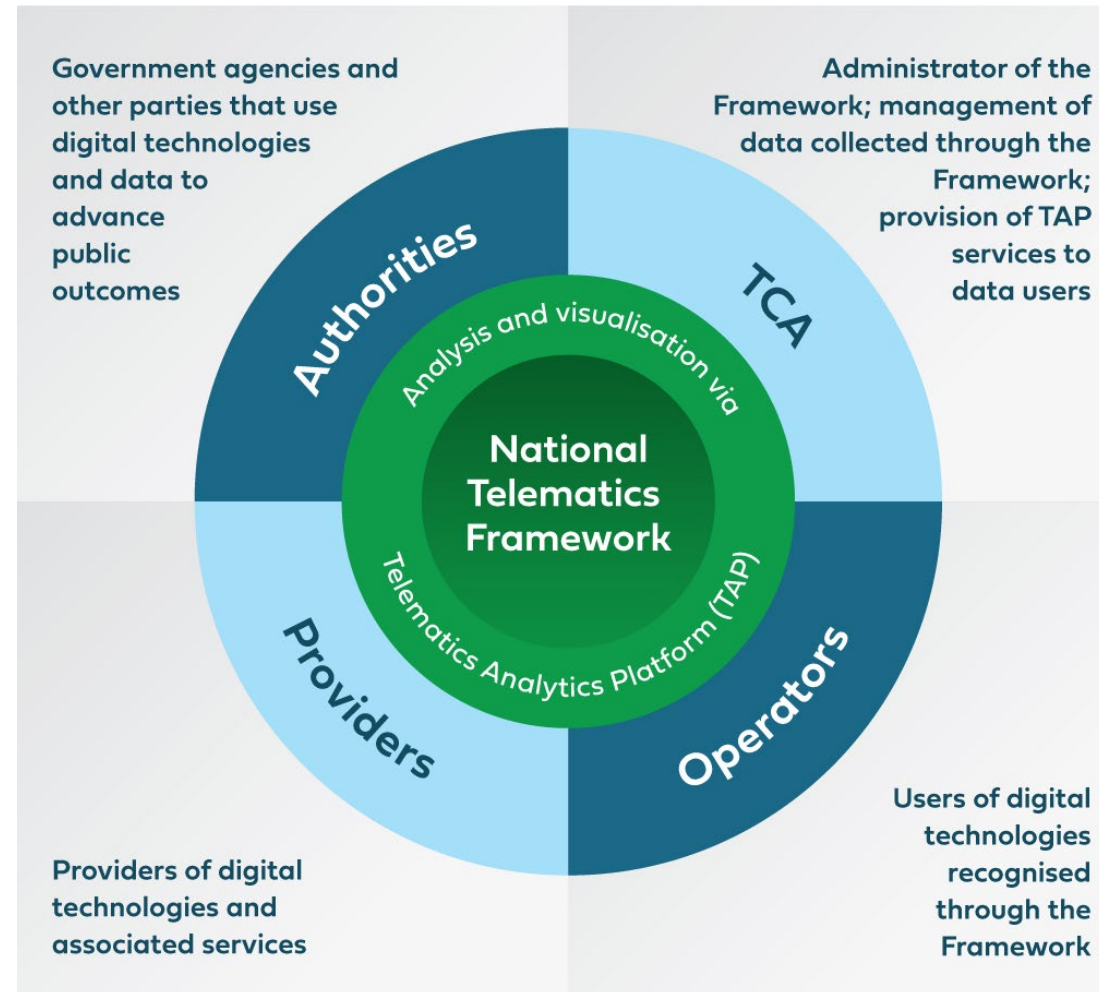 Government agencies and
other parties that use
digital technologies
and data to
advance
public
outcomes
Administrator of the
Framework; management of
data collected through the
Framework;
provision of TAP
services to
data users
Authorities
TCA
Analysis and visualisation via
National
Telematics
Framework
Telematics Analytics Platform (TAP)
Providers
Operators
Providers of digital
technologies and
associated services
Users of digital
technologies
recognised
through the
Framework